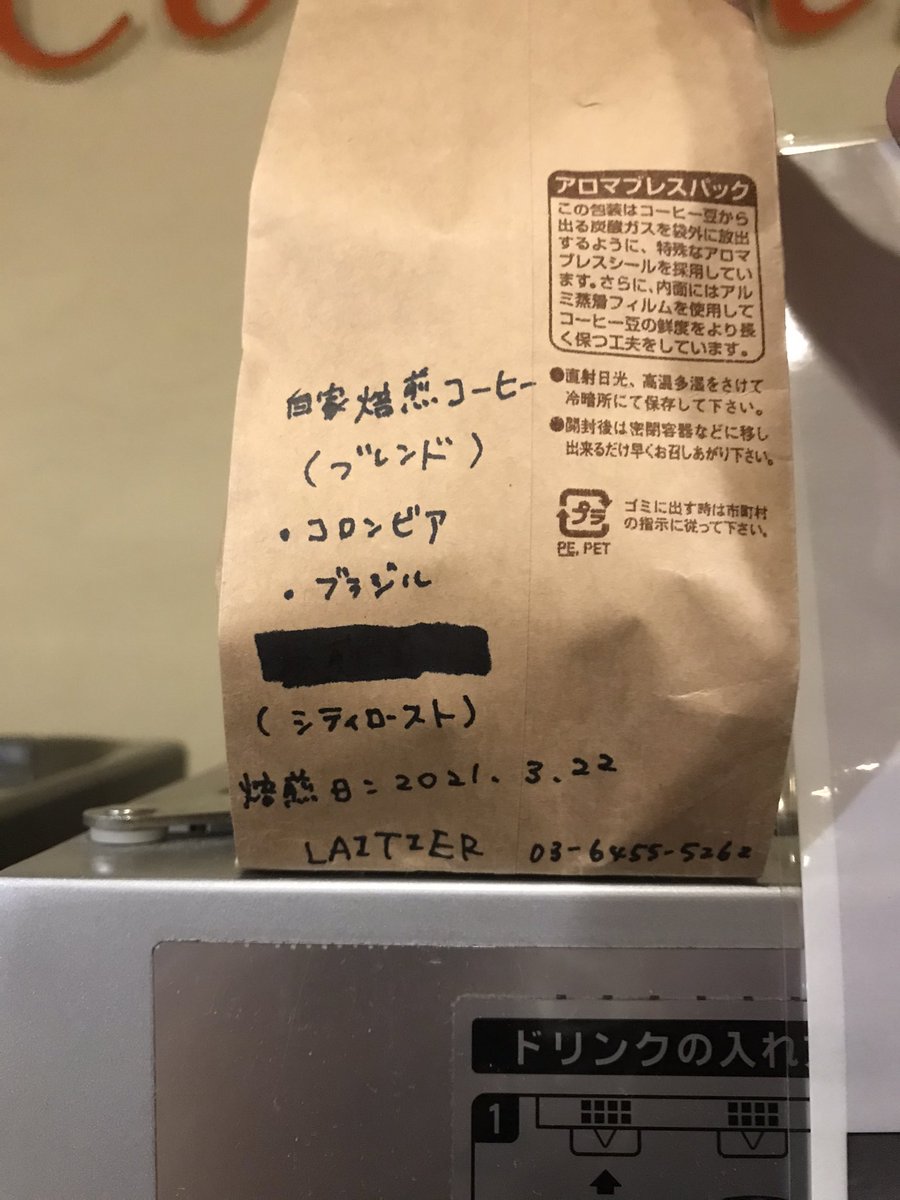 自家焙煎コーヒー
(ブレンド)
・コロンビア
・ブラジル
(シティロースト)
焙煎日:2021.3.22
LAITIER 03-6455-5262
アロマブレスパック
この包装はコーヒー豆から
出る炭酸ガスを袋外に放出
するように、特殊なアロマ
ブレスシールを採用してい
ます。さらに、内面にはアル
ミ蒸着フィルムを使用して
コーヒー豆の鮮度をより長
く保つ工夫をしています。
●直射日光、高温多湿をさけて
冷暗所にて保存して下さい。
●開封後は密閉容器などに移し
出来るだけ早くお召しあがり下さい。
プラ
PE, PET
ゴミに出す時は市町村
の指示に従って下さい。
ドリンクの入れ
1